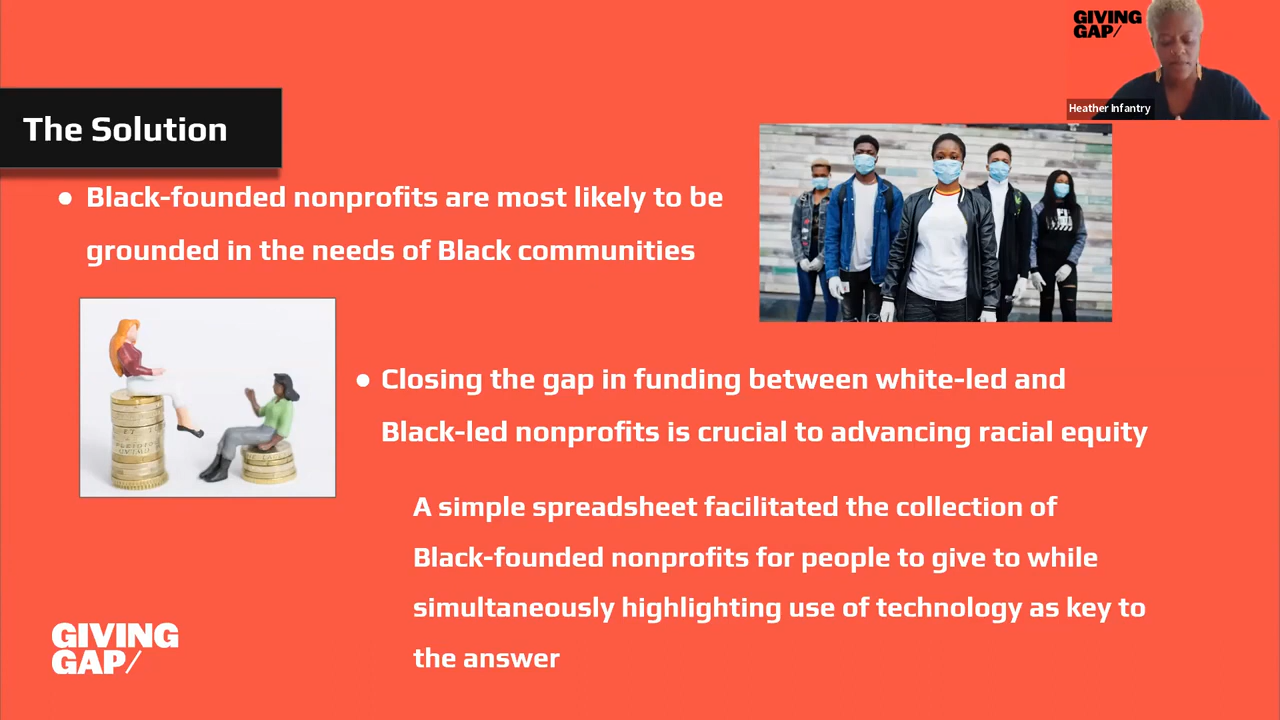 GIVING
GAP/
Heather Infantry
The Solution
● Black-founded nonprofits are most likely to be
grounded in the needs of Black communities
● Closing the gap in funding between white-led and
Black-led nonprofits is crucial to advancing racial equity
A simple spreadsheet facilitated the collection of
Black-founded nonprofits for people to give to while
simultaneously highlighting use of technology as key to
the answer
GIVING
GAP/